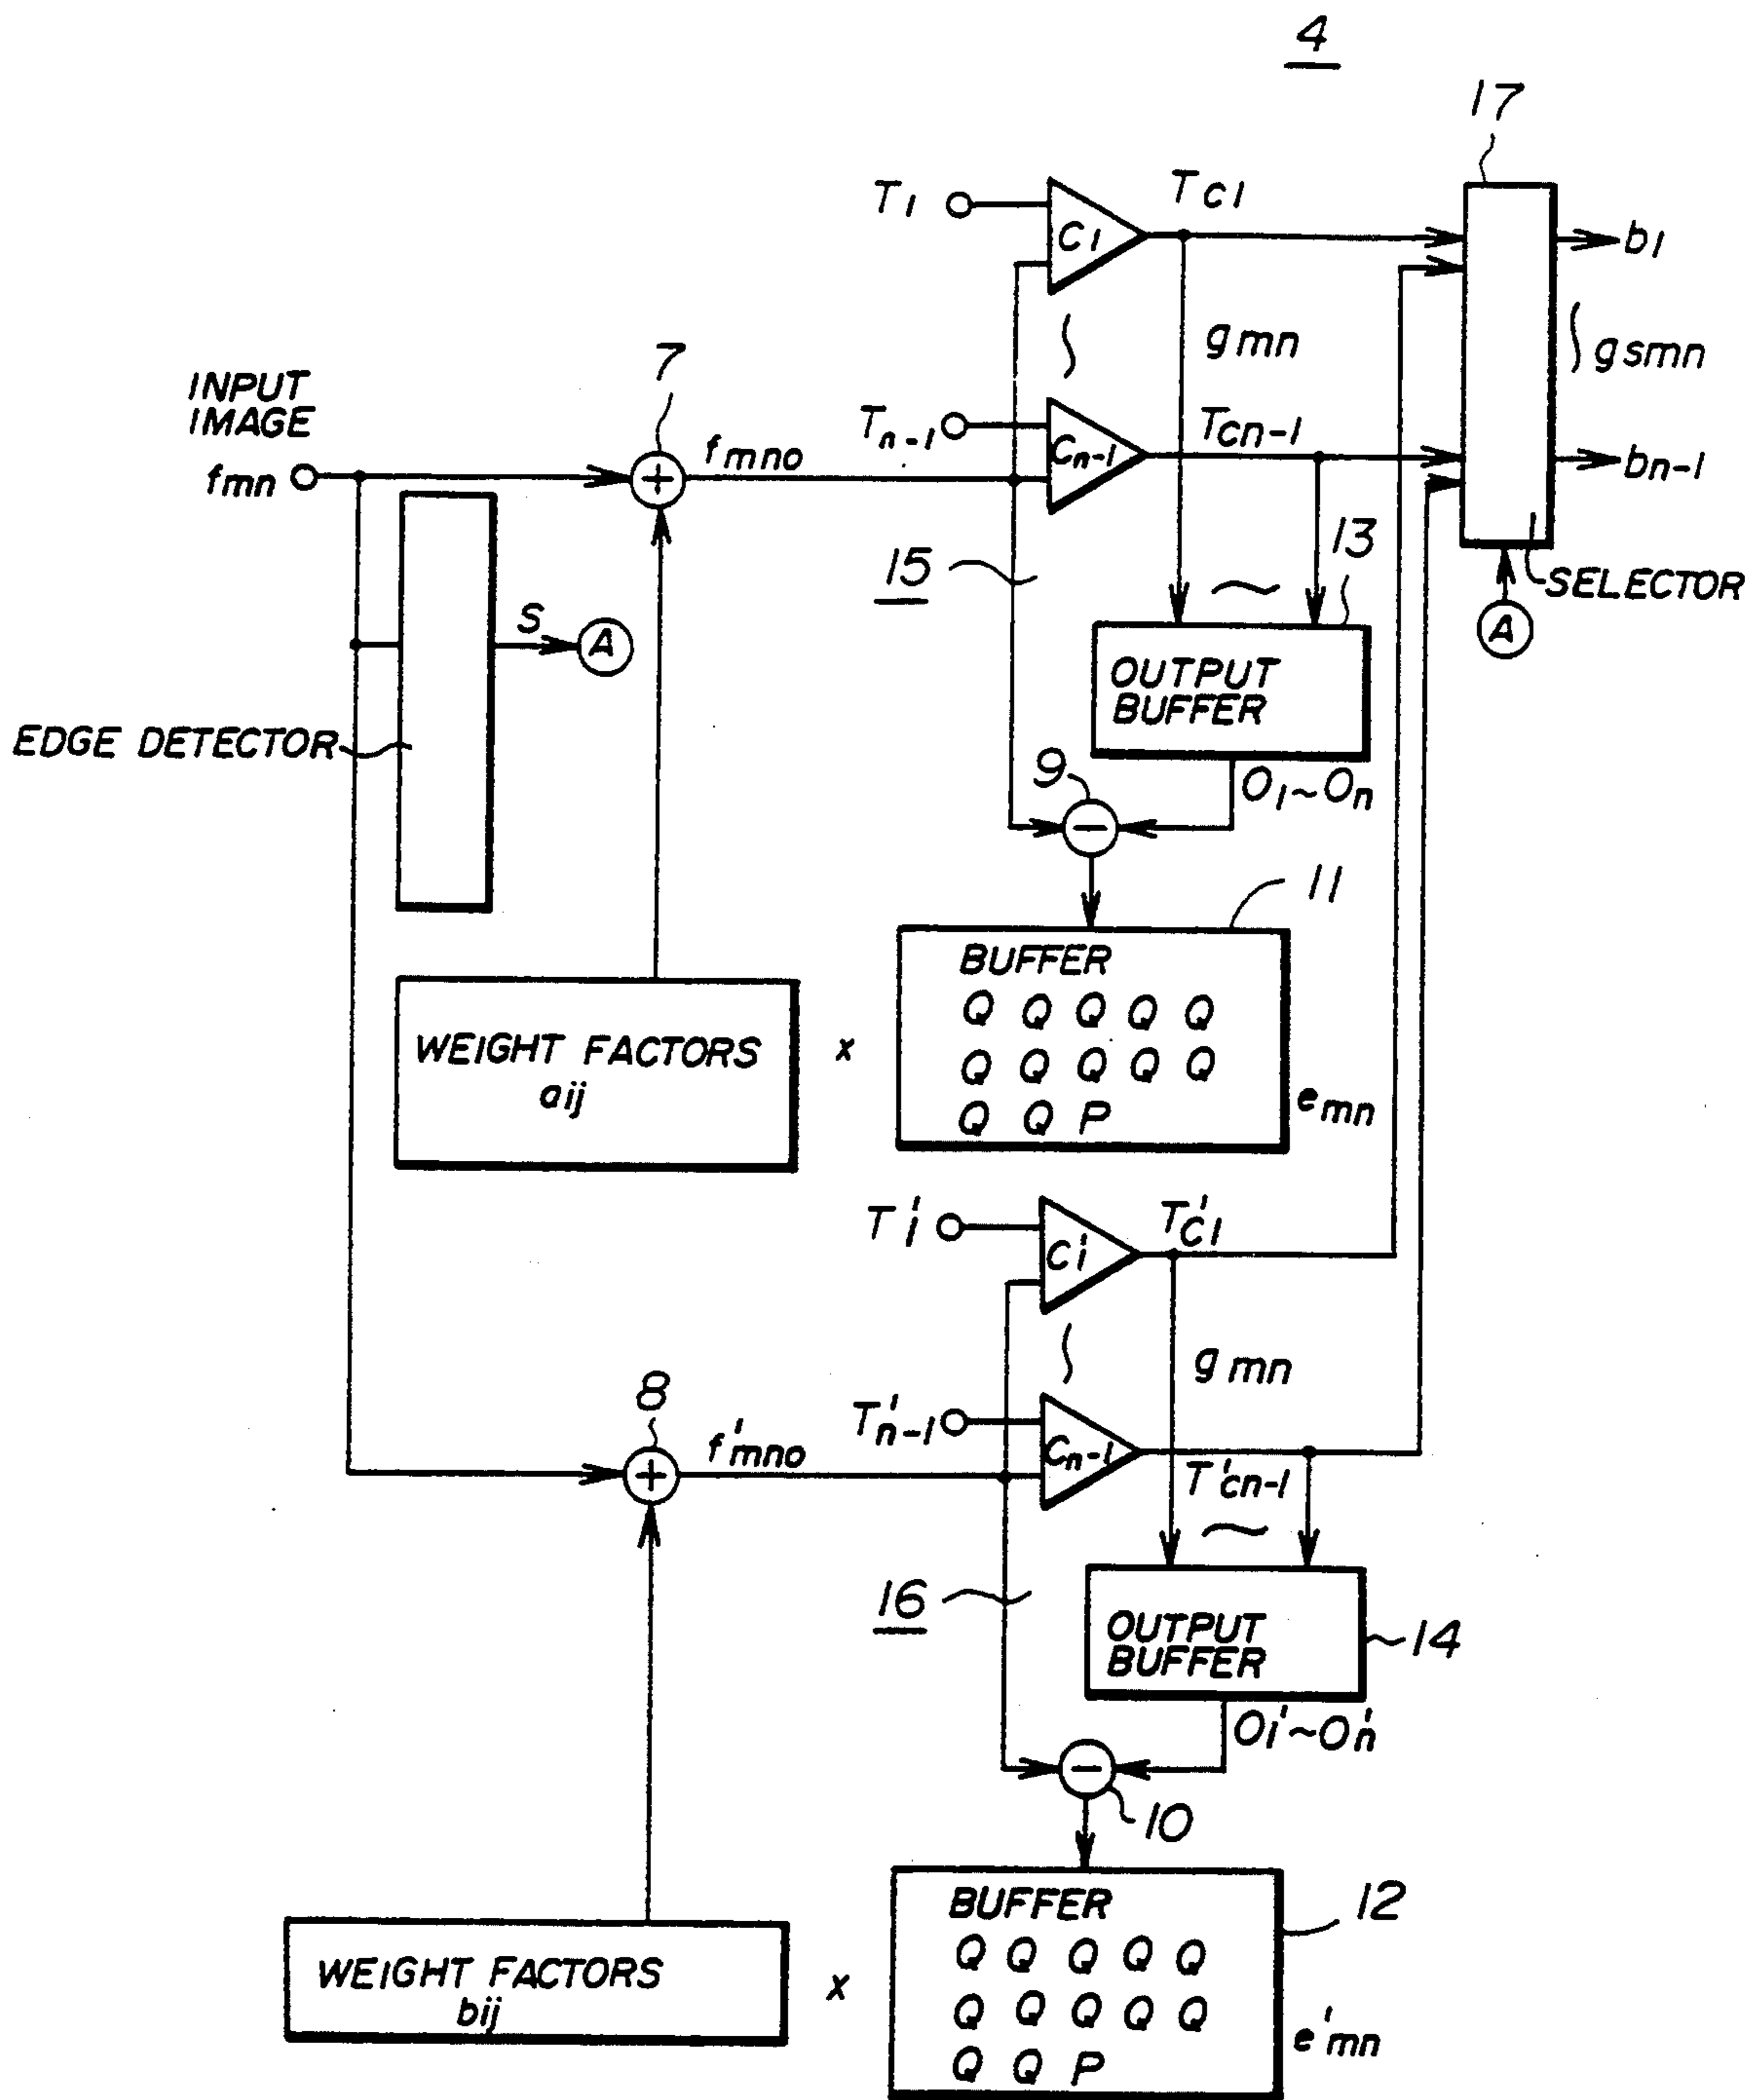 4
17
T1
C1
Tc1
b1
gmn
gsmn
7
INPUT
IMAGE
fmn
+
fmno
Tn-1
Cn-1
Tcn-1
bn-1
15
13
SELECTOR
A
S
A
OUTPUT
BUFFER
EDGE DETECTOR
9
O1~On
−
11
BUFFER
Q Q Q Q Q
Q Q Q Q Q
Q Q P
emn
WEIGHT FACTORS
aij
x
T'1
C'1
T'c1
gmn
8
+
f'mno
T'n-1
Cn-1
T'cn-1
16
OUTPUT
BUFFER
14
O1'~On'
−
10
12
BUFFER
Q Q Q Q Q
Q Q Q Q Q
Q Q P
e'mn
WEIGHT FACTORS
bij
x